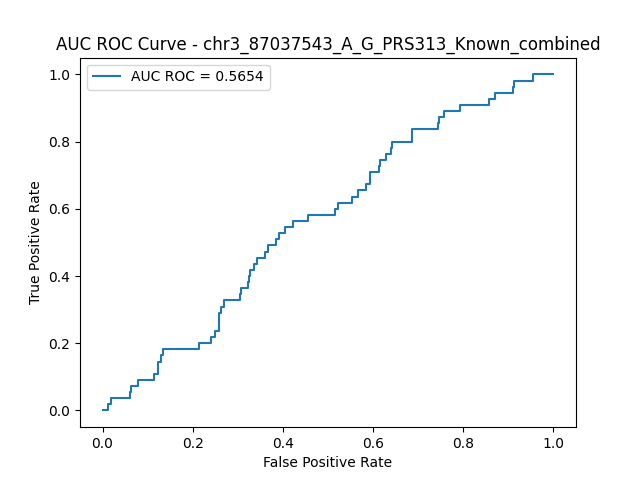 AUC ROC Curve - chr3_87037543_A_G_PRS313_Known_combined
AUC ROC = 0.5654
1.0
0.8
0.6
0.4
0.2
0.0
True Positive Rate
0.0 0.2 0.4 0.6 0.8 1.0
False Positive Rate